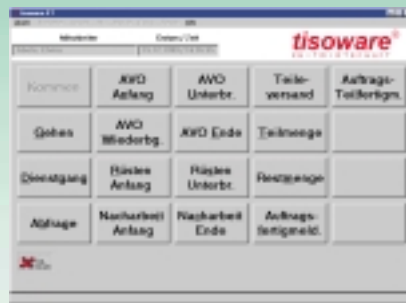 Mitarbeiter Datum / Zeit
tisoware®
Kommen
AVO Anfang
AVO Unterbr.
Teile-
versand
Auftrags-
Teilfertigm.
Gehen
AVO Wiederbg.
AVO Ende
Teilmenge
Dienstgang
Rüsten Anfang
Rüsten Unterbr.
Restmenge
Abfrage
Nacharbeit Anfang
Nacharbeit Ende
Auftrags-
fertigmeld.